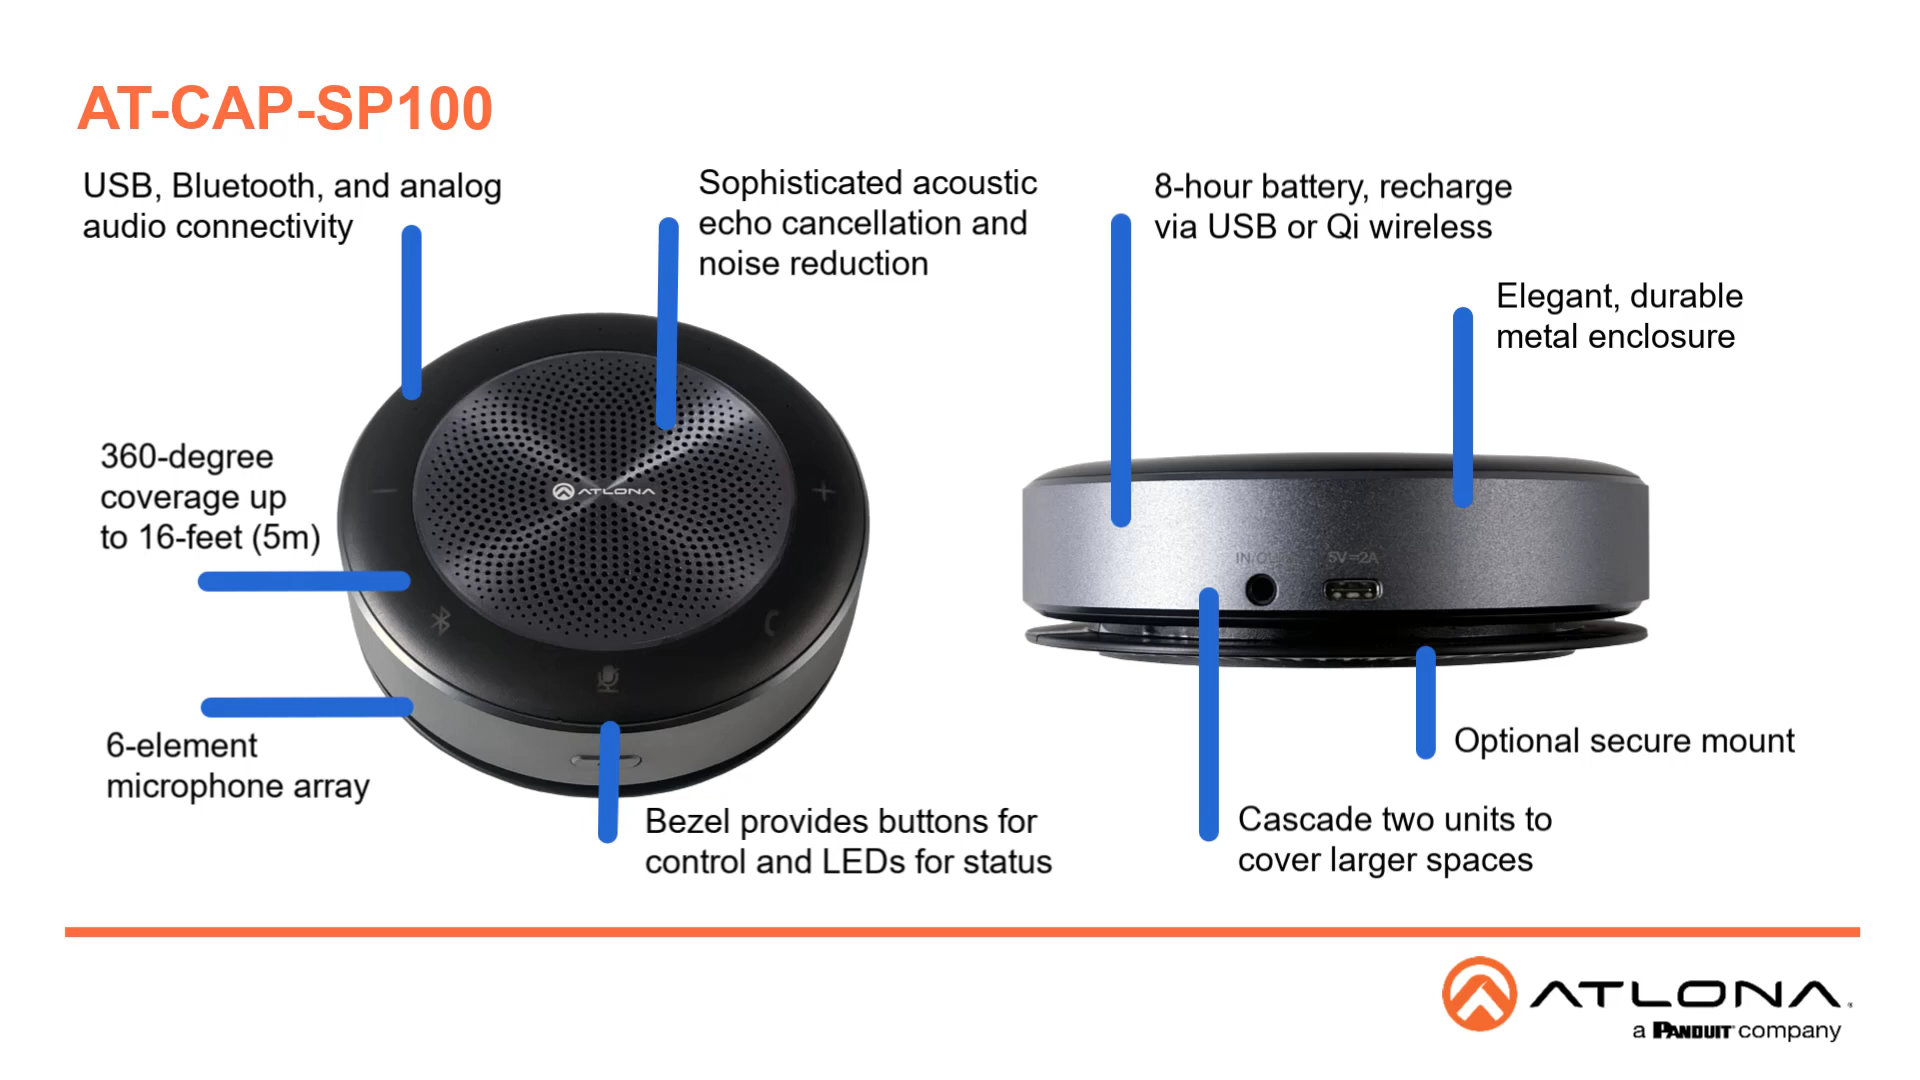 AT-CAP-SP100
USB, Bluetooth, and analog
audio connectivity
Sophisticated acoustic
echo cancellation and
noise reduction
8-hour battery, recharge
via USB or Qi wireless
Elegant, durable
metal enclosure
360-degree
coverage up
to 16-feet (5m)
ATLONA
IN/OU
5V=2A
6-element
microphone array
Optional secure mount
Bezel provides buttons for
control and LEDs for status
Cascade two units to
cover larger spaces
ATLONA
a PANDUIT company